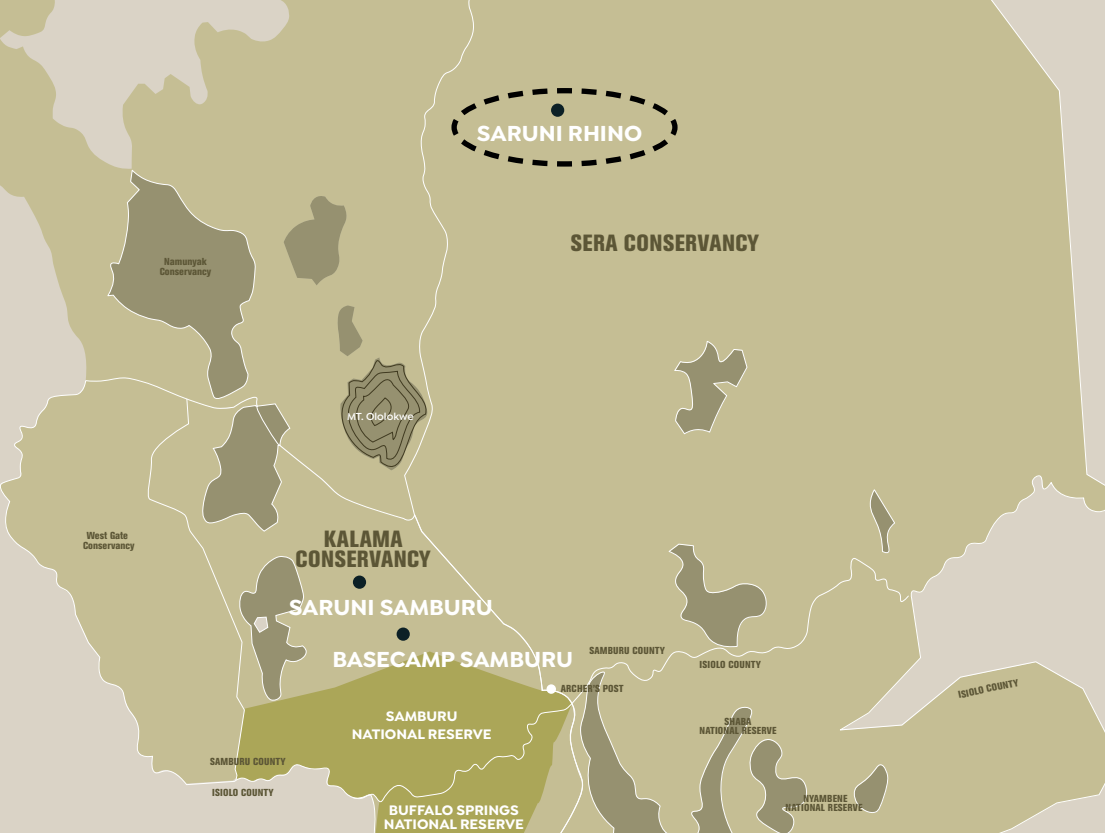 SARUNI RHINO
SERA CONSERVANCY
Namunyak
Conservancy
MT. Ololokwe
West Gate
Conservancy
KALAMA
CONSERVANCY
SARUNI SAMBURU
BASECAMP SAMBURU
SAMBURU COUNTY
ISIOLO COUNTY
ARCHER'S POST
ISIOLO COUNTY
SAMBURU
NATIONAL RESERVE
SHABA
NATIONAL RESERVE
SAMBURU COUNTY
ISIOLO COUNTY
NYAMBENE
NATIONAL RESERVE
BUFFALO SPRINGS
NATIONAL RESERVE